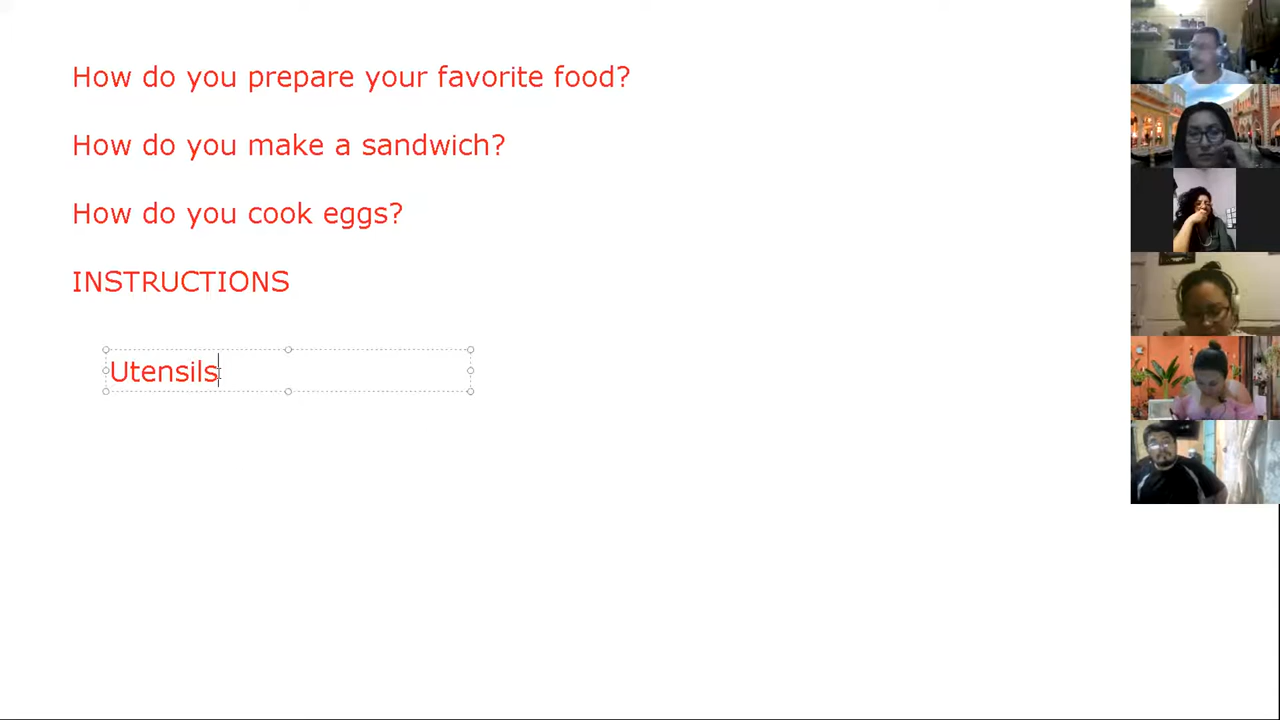 How do you prepare your favorite food?
How do you make a sandwich?
How do you cook eggs?
INSTRUCTIONS
Utensils